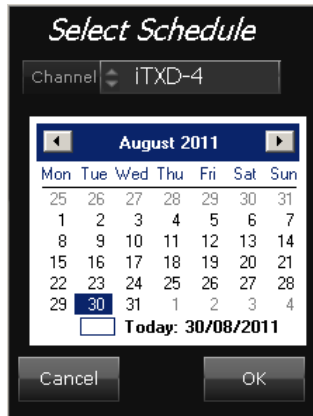 Select Schedule
Channel iTXD-4
August 2011
Mon Tue Wed Thu Fri Sat Sun
25 26 27 28 29 30 31
1 2 3 4 5 6 7
8 9 10 11 12 13 14
15 16 17 18 19 20 21
22 23 24 25 26 27 28
29 30 31 1 2 3 4
Today: 30/08/2011
Cancel OK